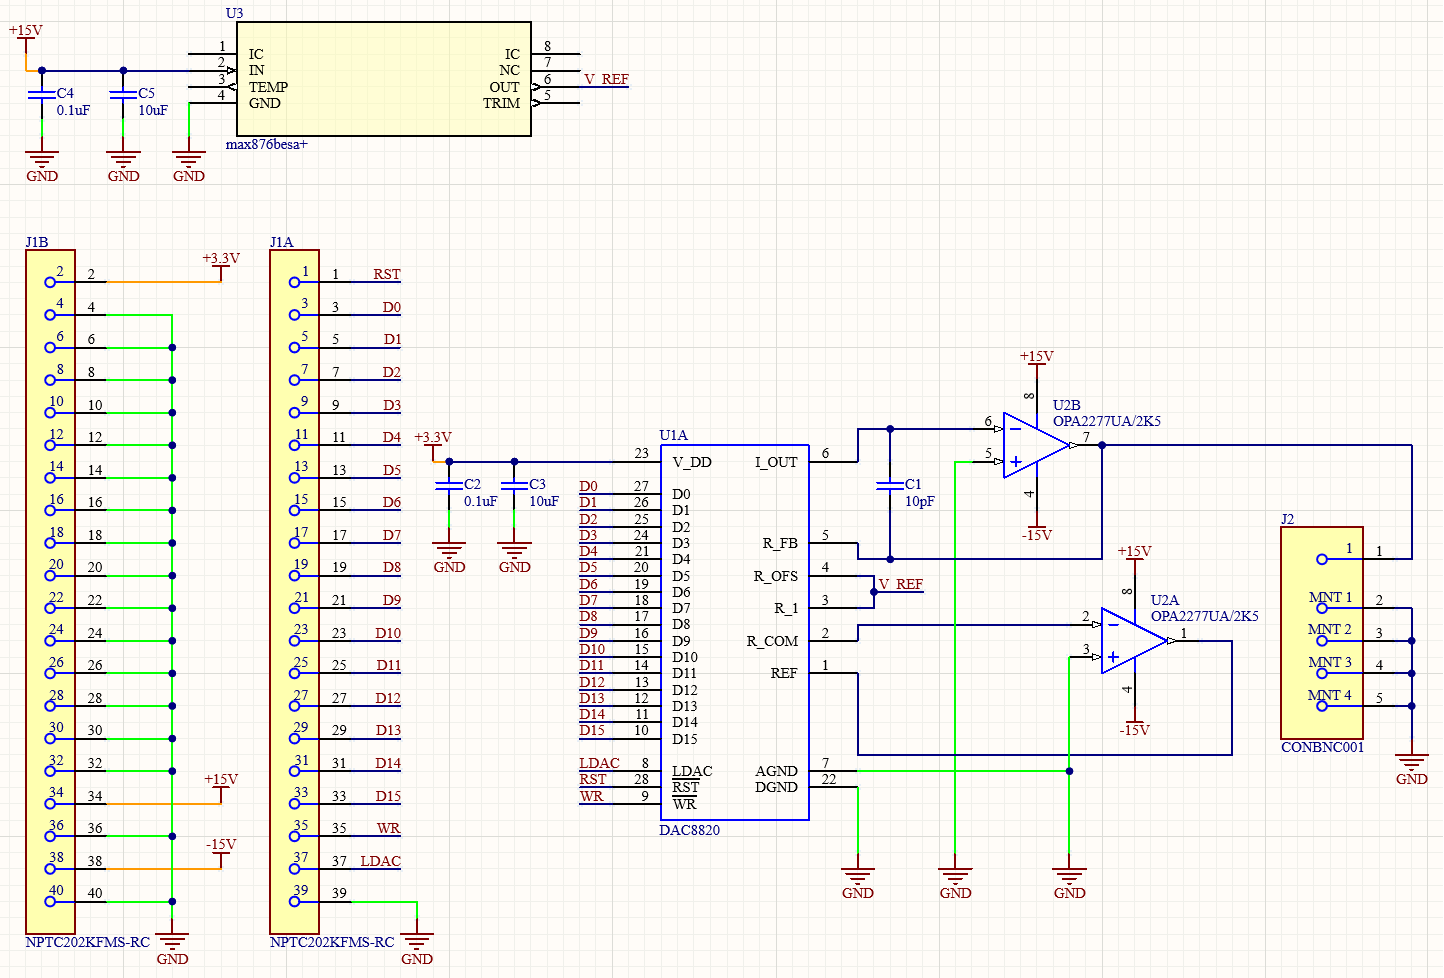 U3
+15V
1 IC
2 IN
3 TEMP
4 GND
IC 8
NC 7
OUT 6 V_REF
TRIM 5
C4
0.1uF
C5
10uF
max876besa+
GND
GND
GND
J1B
2 2 +3.3V
4 4
6 6
8 8
10 10
12 12
14 14
16 16
18 18
20 20
22 22
24 24
26 26
28 28
30 30
32 32
34 34 +15V
36 36
38 38 -15V
40 40
NPTC202KFMS-RC
GND
J1A
1 1 RST
3 3 D0
5 5 D1
7 7 D2
9 9 D3
11 11 D4
13 13 D5
15 15 D6
17 17 D7
19 19 D8
21 21 D9
23 23 D10
25 25 D11
27 27 D12
29 29 D13
31 31 D14
33 33 D15
35 35 WR
37 37 LDAC
39 39
NPTC202KFMS-RC
GND
+3.3V
C2
0.1uF
C3
10uF
GND
GND
U1A
23 V_DD
D0 27 D0
D1 26 D1
D2 25 D2
D3 24 D3
D4 21 D4
D5 20 D5
D6 19 D6
D7 18 D7
D8 17 D8
D9 16 D9
D10 15 D10
D11 14 D11
D12 13 D12
D13 12 D13
D14 11 D14
D15 10 D15
LDAC 8 LDAC
RST 28 RST
WR 9 WR
I_OUT 6
R_FB 5
R_OFS 4
R_1 3
V_REF
R_COM 2
REF 1
AGND 7
DGND 22
DAC8820
GND
GND
GND
C1
10pF
+15V
8
U2B
OPA2277UA/2K5
6 −
5 +
7
4
-15V
+15V
8
U2A
OPA2277UA/2K5
2 −
3 +
1
4
-15V
J2
1 1
MNT 1 2
MNT 2 3
MNT 3 4
MNT 4 5
CONBNC001
GND